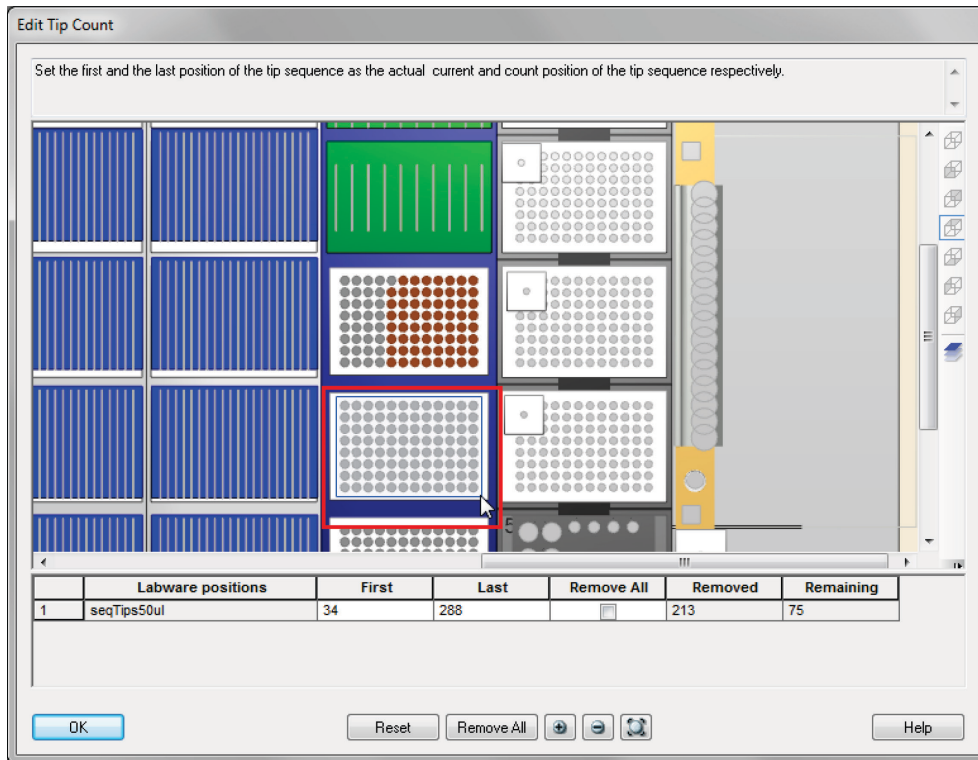 Edit Tip Count
Set the first and the last position of the tip sequence as the actual current and count position of the tip sequence respectively.
5
Labware positions First Last Remove All Removed Remaining
1 seqTips50ul 34 288 213 75
OK Reset Remove All Help